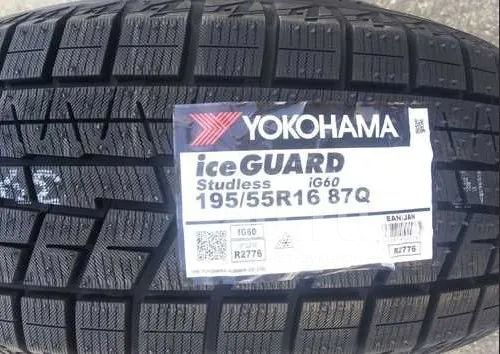 YOKOHAMA
iceGUARD
Studless iG60
195/55R16 87Q
EAN/JAN
IG60
R2776
R2776